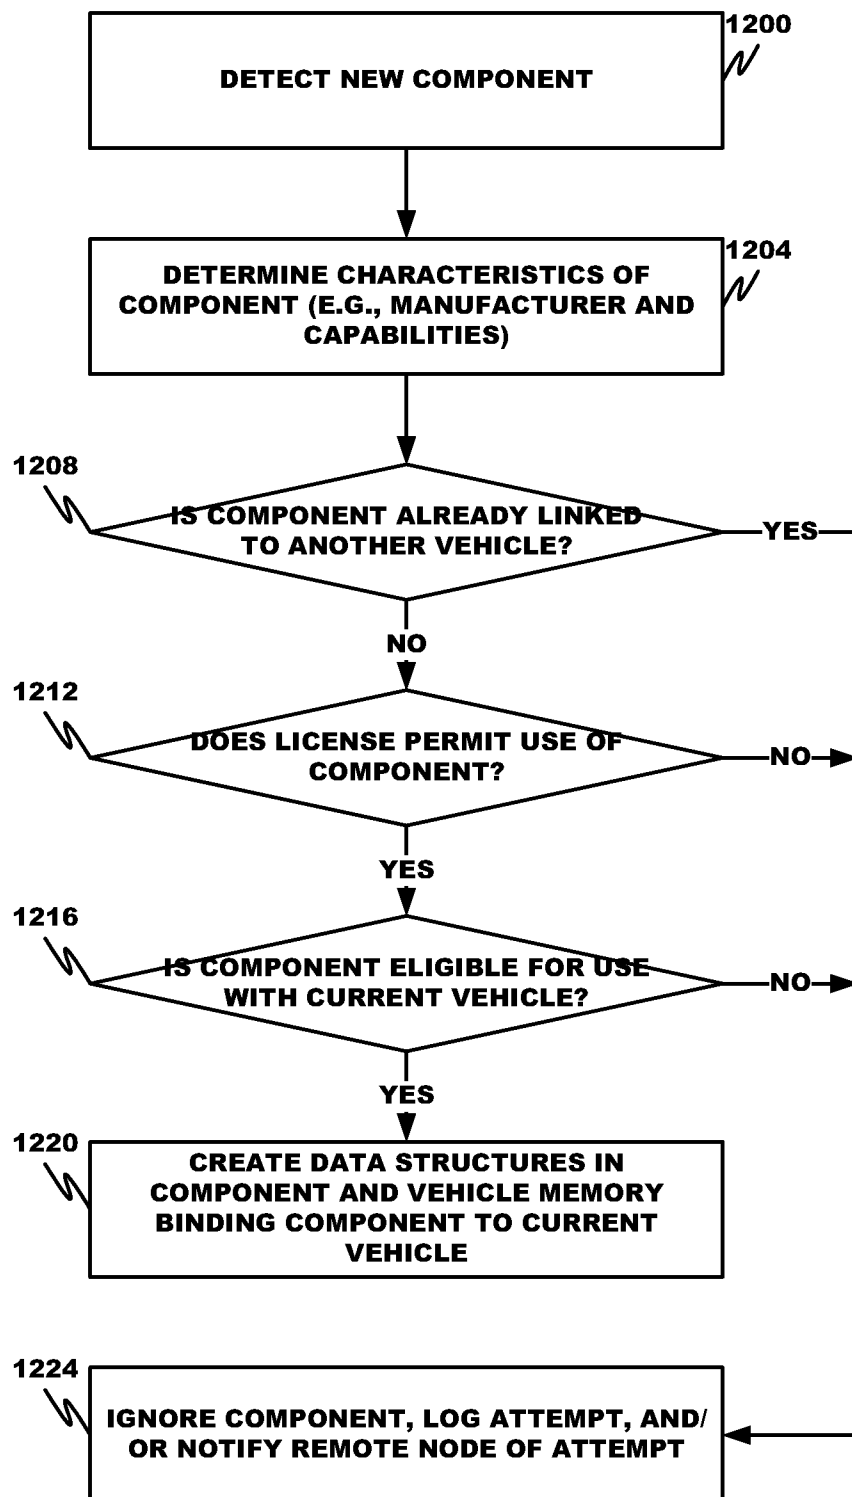 1200
DETECT NEW COMPONENT
1204
DETERMINE CHARACTERISTICS OF
COMPONENT (E.G., MANUFACTURER AND
CAPABILITIES)
1208
IS COMPONENT ALREADY LINKED
TO ANOTHER VEHICLE?
YES
NO
1212
DOES LICENSE PERMIT USE OF
COMPONENT?
NO
YES
1216
IS COMPONENT ELIGIBLE FOR USE
WITH CURRENT VEHICLE?
NO
YES
1220
CREATE DATA STRUCTURES IN
COMPONENT AND VEHICLE MEMORY
BINDING COMPONENT TO CURRENT
VEHICLE
1224
IGNORE COMPONENT, LOG ATTEMPT, AND/
OR NOTIFY REMOTE NODE OF ATTEMPT